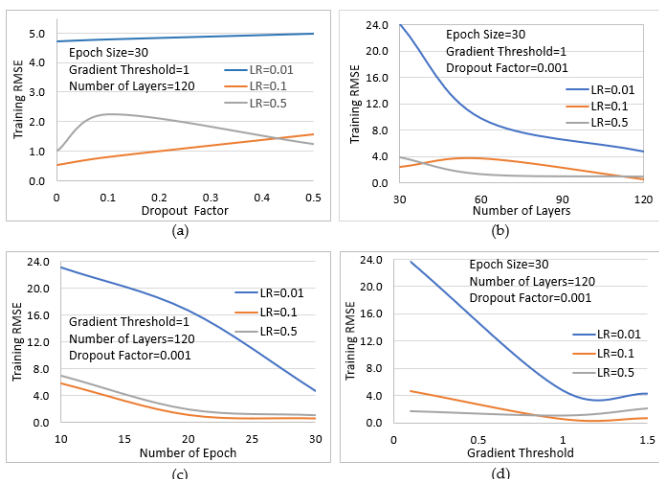 5.0
4.0
3.0
2.0
1.0
0.0
Training RMSE
Epoch Size=30
Gradient Threshold=1
Number of Layers=120
LR=0.01
LR=0.1
LR=0.5
0 0.1 0.2 0.3 0.4 0.5
Dropout Factor
(a)
24.0
20.0
16.0
12.0
8.0
4.0
0.0
Training RMSE
Epoch Size=30
Gradient Threshold=1
Dropout Factor=0.001
LR=0.01
LR=0.1
LR=0.5
30 60 90 120
Number of Layers
(b)
24.0
20.0
16.0
12.0
8.0
4.0
0.0
Training RMSE
LR=0.01
LR=0.1
LR=0.5
Gradient Threshold=1
Number of Layers=120
Dropout Factor=0.001
10 15 20 25 30
Number of Epoch
(c)
24.0
20.0
16.0
12.0
8.0
4.0
0.0
Training RMSE
Epoch Size=30
Number of Layers=120
Dropout Factor=0.001
LR=0.01
LR=0.1
LR=0.5
0 0.5 1 1.5
Gradient Threshold
(d)